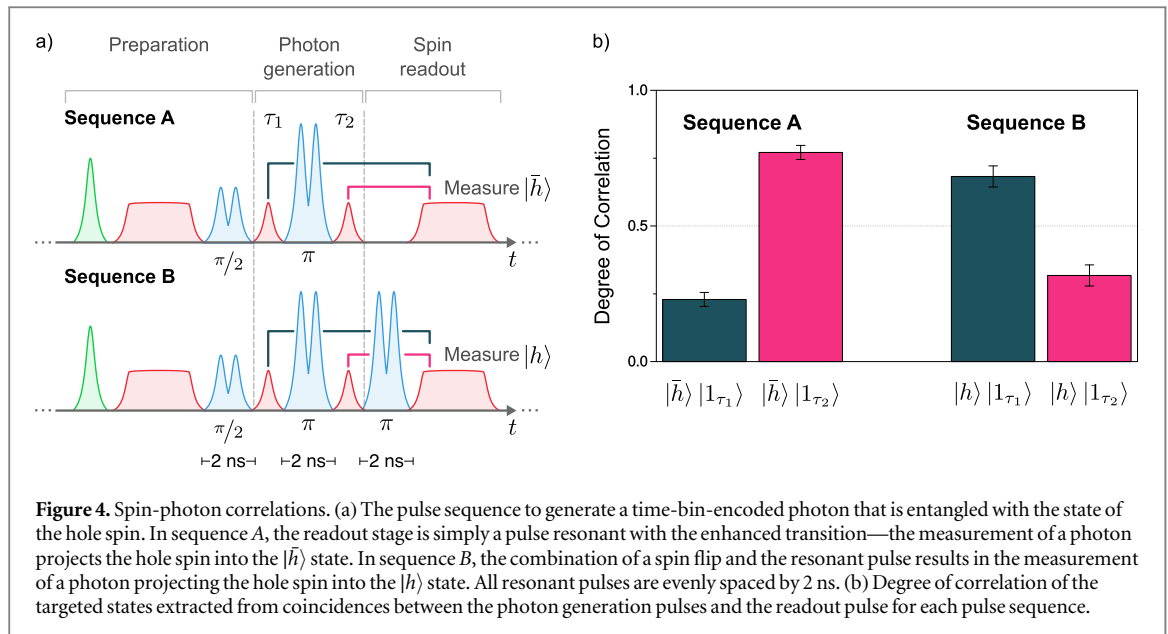 a)
Preparation
Photon generation
Spin readout
Sequence A
τ1
τ2
Measure |h̄⟩
π/2
π
t
Sequence B
Measure |h⟩
π/2
π
π
t
2 ns
2 ns
2 ns
b)
1.0
0.5
0.0
Degree of Correlation
Sequence A
Sequence B
|h̄⟩|1τ1⟩
|h̄⟩|1τ2⟩
|h⟩|1τ1⟩
|h⟩|1τ2⟩
Figure 4. Spin-photon correlations. (a) The pulse sequence to generate a time-bin-encoded photon that is entangled with the state of
the hole spin. In sequence A, the readout stage is simply a pulse resonant with the enhanced transition—the measurement of a photon
projects the hole spin into the |h̄⟩ state. In sequence B, the combination of a spin flip and the resonant pulse results in the measurement
of a photon projecting the hole spin into the |h⟩ state. All resonant pulses are evenly spaced by 2 ns. (b) Degree of correlation of the
targeted states extracted from coincidences between the photon generation pulses and the readout pulse for each pulse sequence.